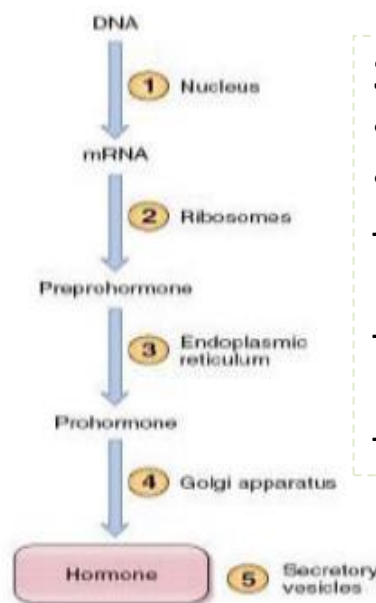 DNA
1 Nucleus
mRNA
2 Ribosomes
Preprohormone
3 Endoplasmic
reticulum
Prohormone
4 Golgi apparatus
Hormone
5 Secretory
vesicles